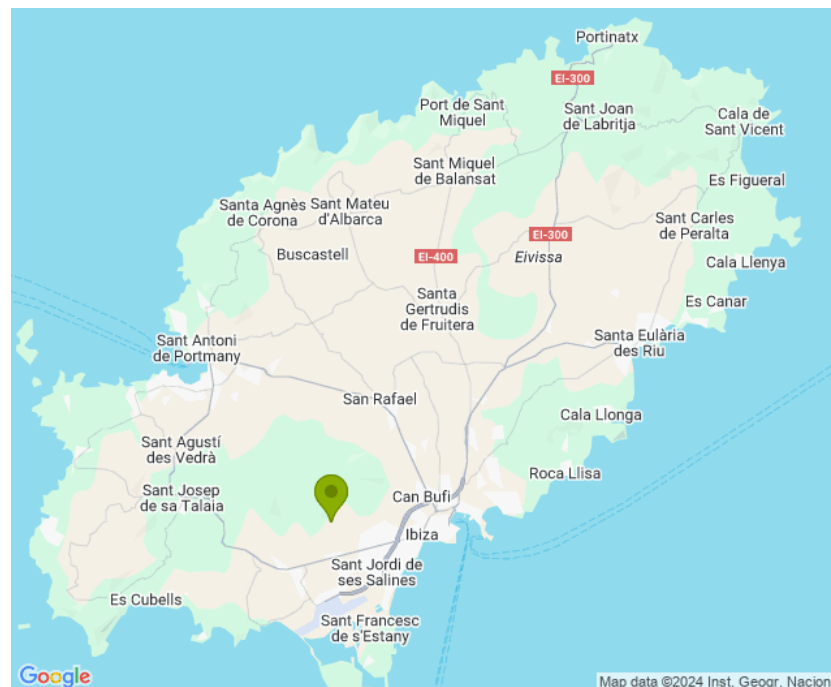 Portinatx
EI-300
Port de Sant
Miquel
Sant Joan
de Labritja
Cala de
Sant Vicent
Sant Miquel
de Balansat
Es Figueral
Santa Agnès
de Corona
Sant Mateu
d'Albarca
Sant Carles
de Peralta
EI-300
Buscastell
EI-400
Eivissa
Cala Llenya
Santa
Gertrudis
de Fruitera
Es Canar
Sant Antoni
de Portmany
Santa Eulària
des Riu
San Rafael
Cala Llonga
Sant Agustí
des Vedrà
Roca Llisa
Sant Josep
de sa Talaia
Can Bufi
Ibiza
Sant Jordi de
ses Salines
Es Cubells
Sant Francesc
de s'Estany
Google
Map data ©2024 Inst. Geogr. Nacion